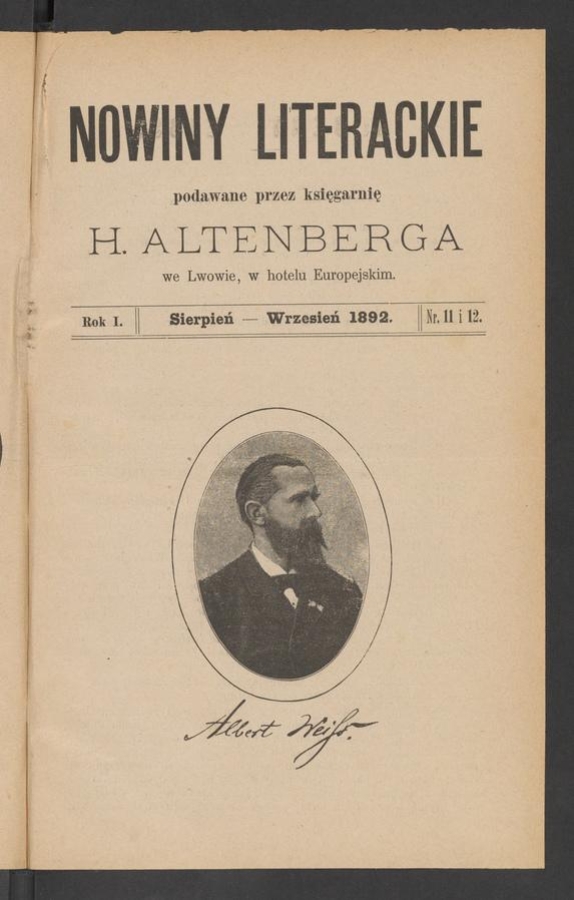 NOWINY LITERACKIE
podawane przez księgarnię
H. ALTENBERGA
we Lwowie, w hotelu Europejskim.
Rok I. Sierpień — Wrzesień 1892. Nr. 11 i 12.
Albert Weiſs.